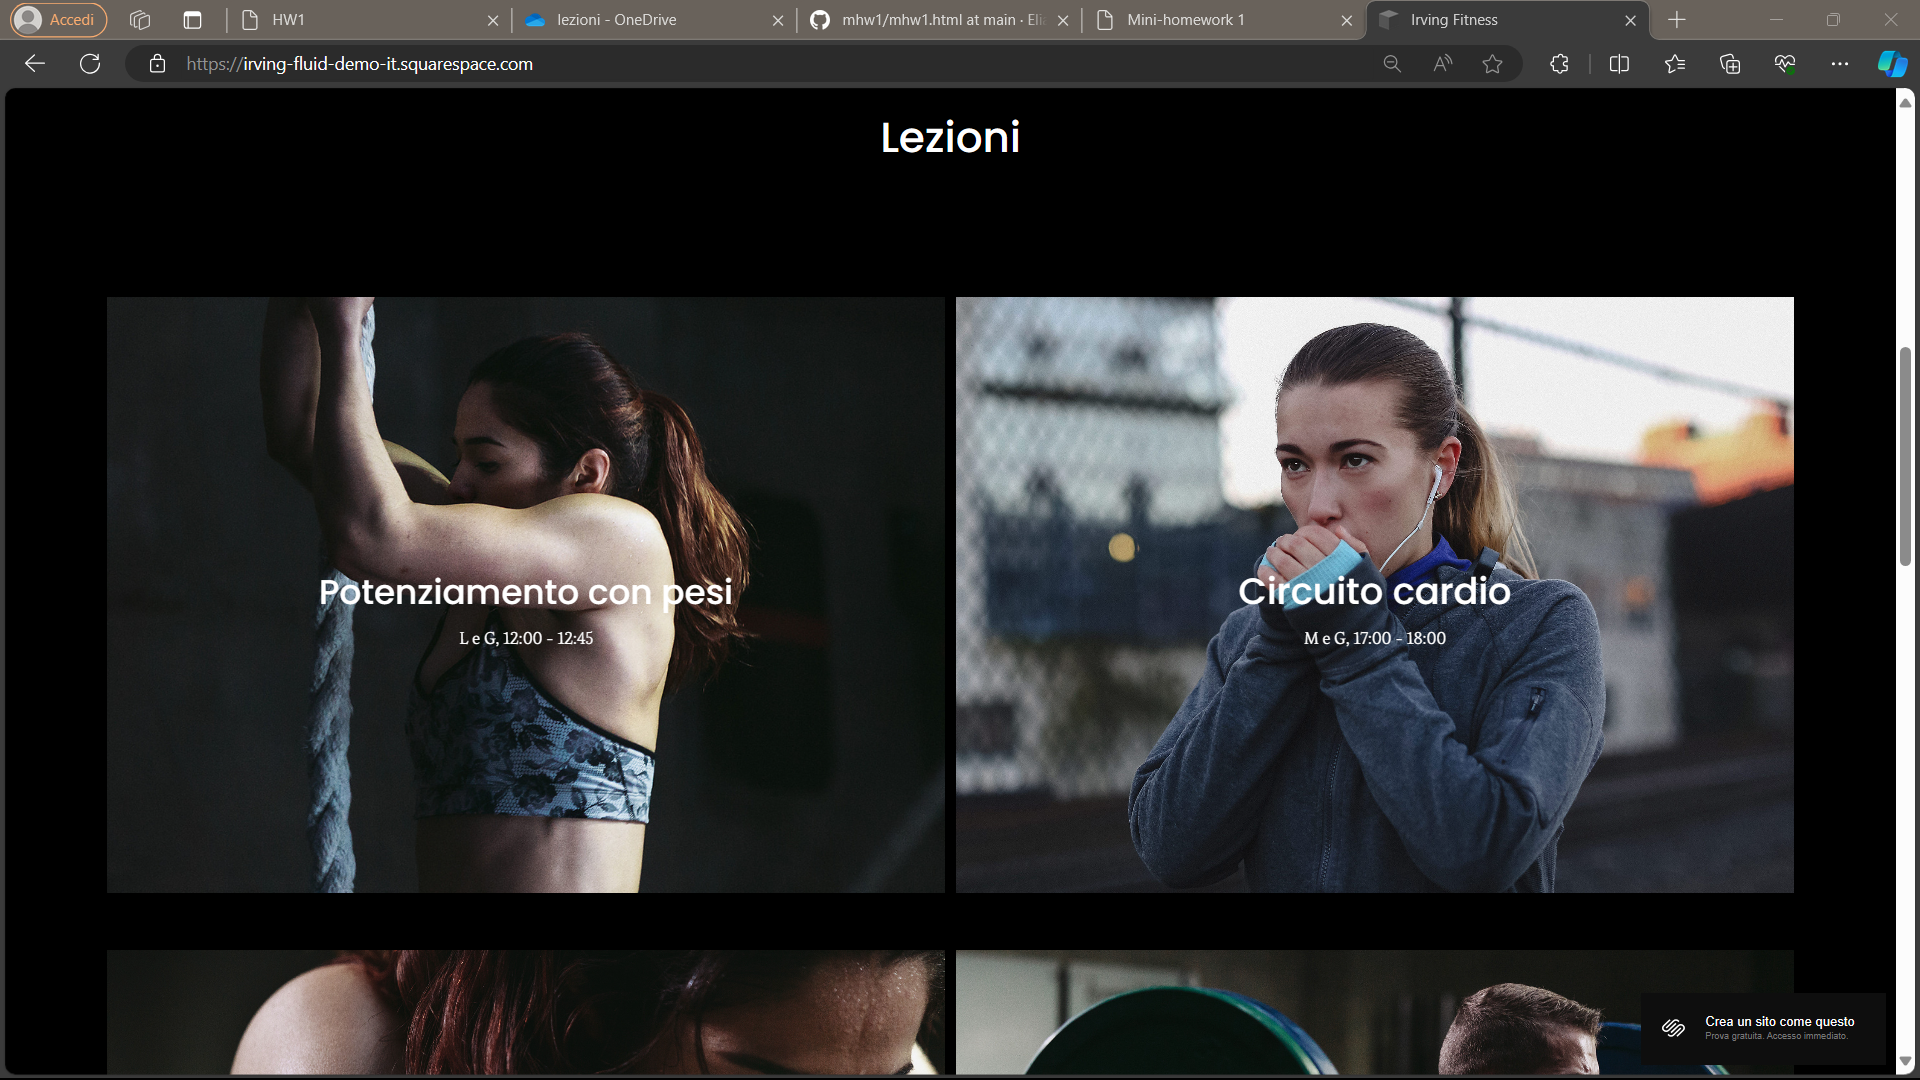 Accedi
HW1
lezioni - OneDrive
mhw1/mhw1.html at main · Eli
Mini-homework 1
Irving Fitness
https://irving-fluid-demo-it.squarespace.com
Lezioni
Potenziamento con pesi
L e G, 12:00 - 12:45
Circuito cardio
M e G, 17:00 - 18:00
Crea un sito come questo
Prova gratuita. Accesso immediato.